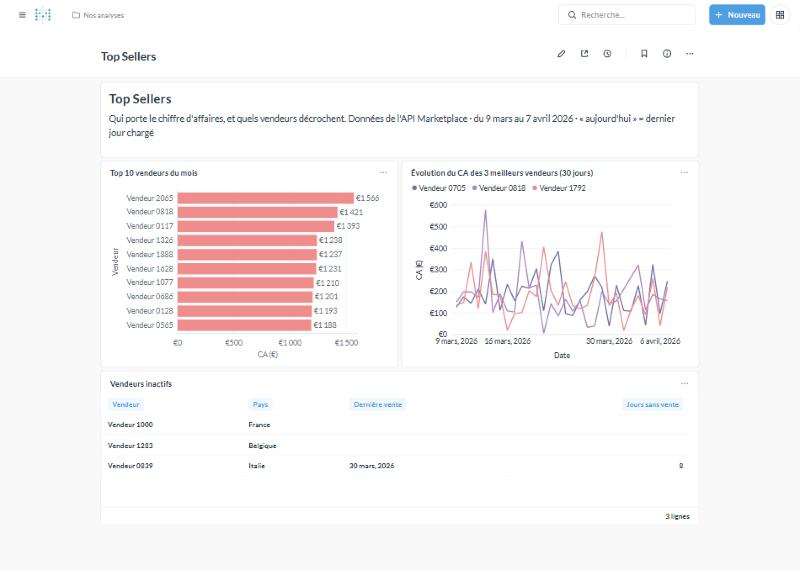 Nos analyses
Recherche...
+ Nouveau
Top Sellers
Top Sellers
Qui porte le chiffre d'affaires, et quels vendeurs décrochent. Données de l'API Marketplace · du 9 mars au 7 avril 2026 · « aujourd'hui » = dernier
jour chargé
Top 10 vendeurs du mois
Vendeur
Vendeur 2065 €1 566
Vendeur 0818 €1 421
Vendeur 0117 €1 393
Vendeur 1326 €1 238
Vendeur 1888 €1 237
Vendeur 1628 €1 231
Vendeur 1077 €1 210
Vendeur 0686 €1 201
Vendeur 0128 €1 193
Vendeur 0565 €1 188
€0 €500 €1 000 €1 500
CA (€)
Évolution du CA des 3 meilleurs vendeurs (30 jours)
Vendeur 0705 Vendeur 0818 Vendeur 1792
CA (€)
€600
€500
€400
€300
€200
€100
€0
9 mars, 2026 16 mars, 2026 30 mars, 2026 6 avril, 2026
Date
Vendeurs inactifs
Vendeur Pays Dernière vente Jours sans vente
Vendeur 1000 France
Vendeur 1283 Belgique
Vendeur 0839 Italie 30 mars, 2026 8
3 lignes